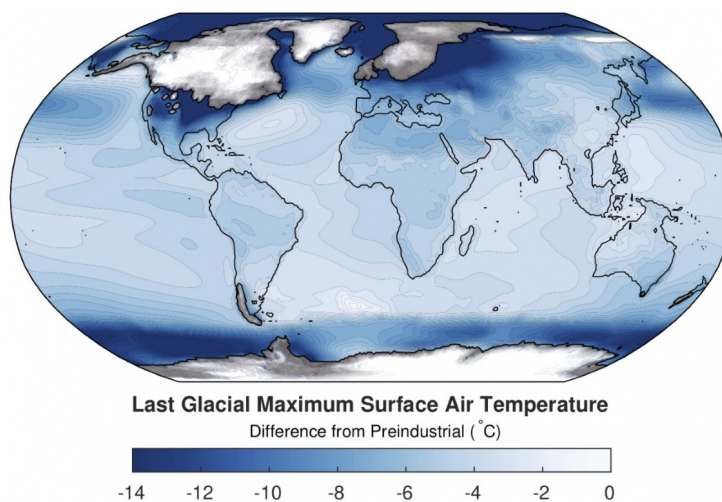 Last Glacial Maximum Surface Air Temperature
Difference from Preindustrial (°C)
-14 -12 -10 -8 -6 -4 -2 0